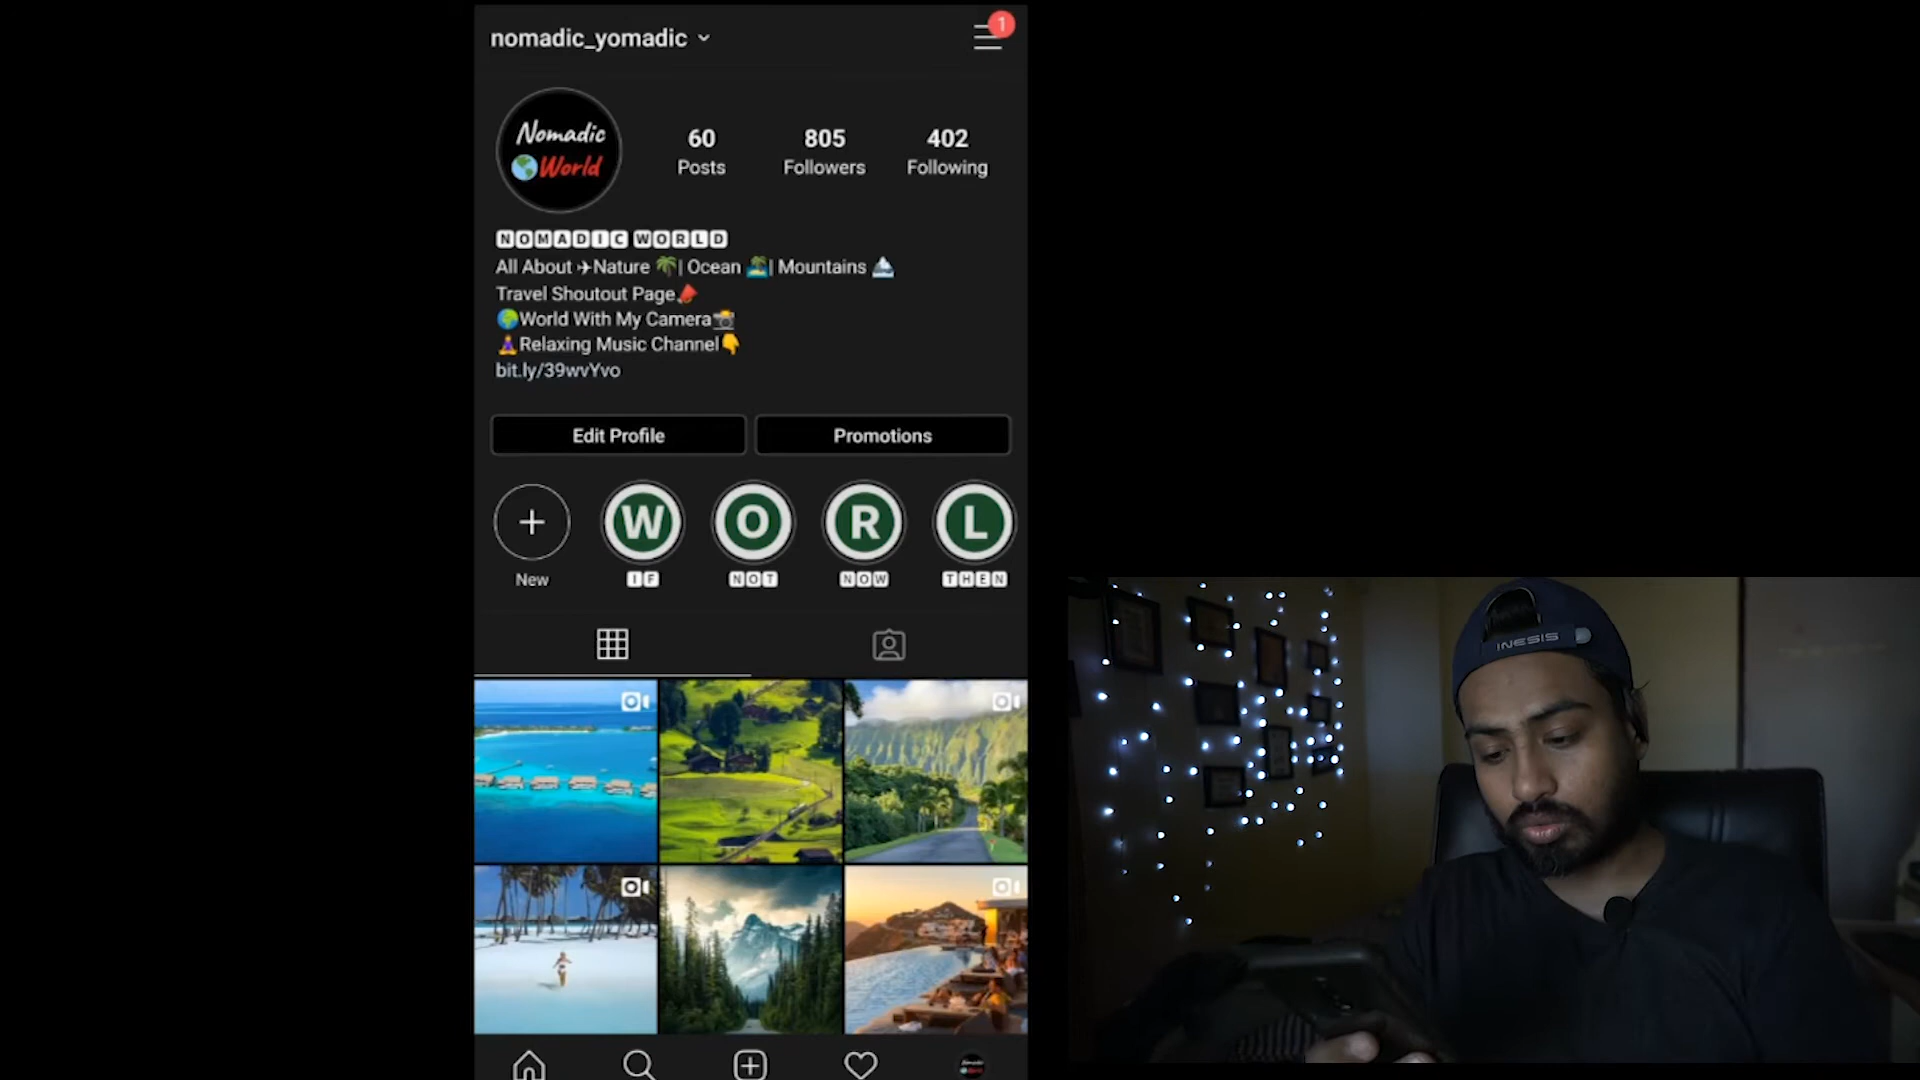 nomadic_yomadic
1
Nomadic
World
60
Posts
805
Followers
402
Following
NOMADIC WORLD
All About ✈Nature 🌴| Ocean 🏝| Mountains 🏔
Travel Shoutout Page📣
🌍World With My Camera📸
🧘‍♀️Relaxing Music Channel👇
bit.ly/39wvYvo
Edit Profile
Promotions
W
O
R
L
New
IF
NOT
NOW
THEN
INESIS